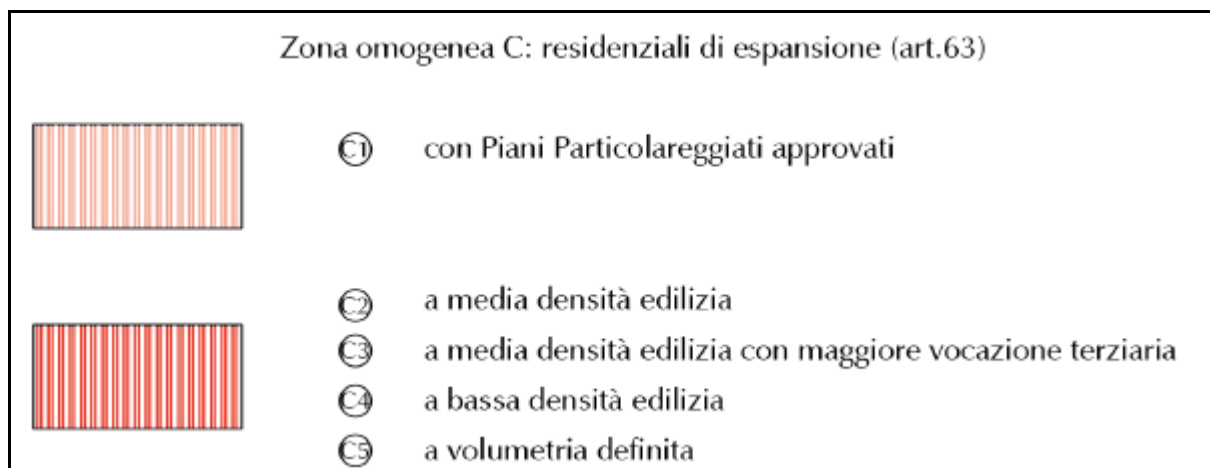 Zona omogenea C: residenziali di espansione (art.63)
C1 con Piani Particolareggiati approvati
C2 a media densità edilizia
C3 a media densità edilizia con maggiore vocazione terziaria
C4 a bassa densità edilizia
C5 a volumetria definita